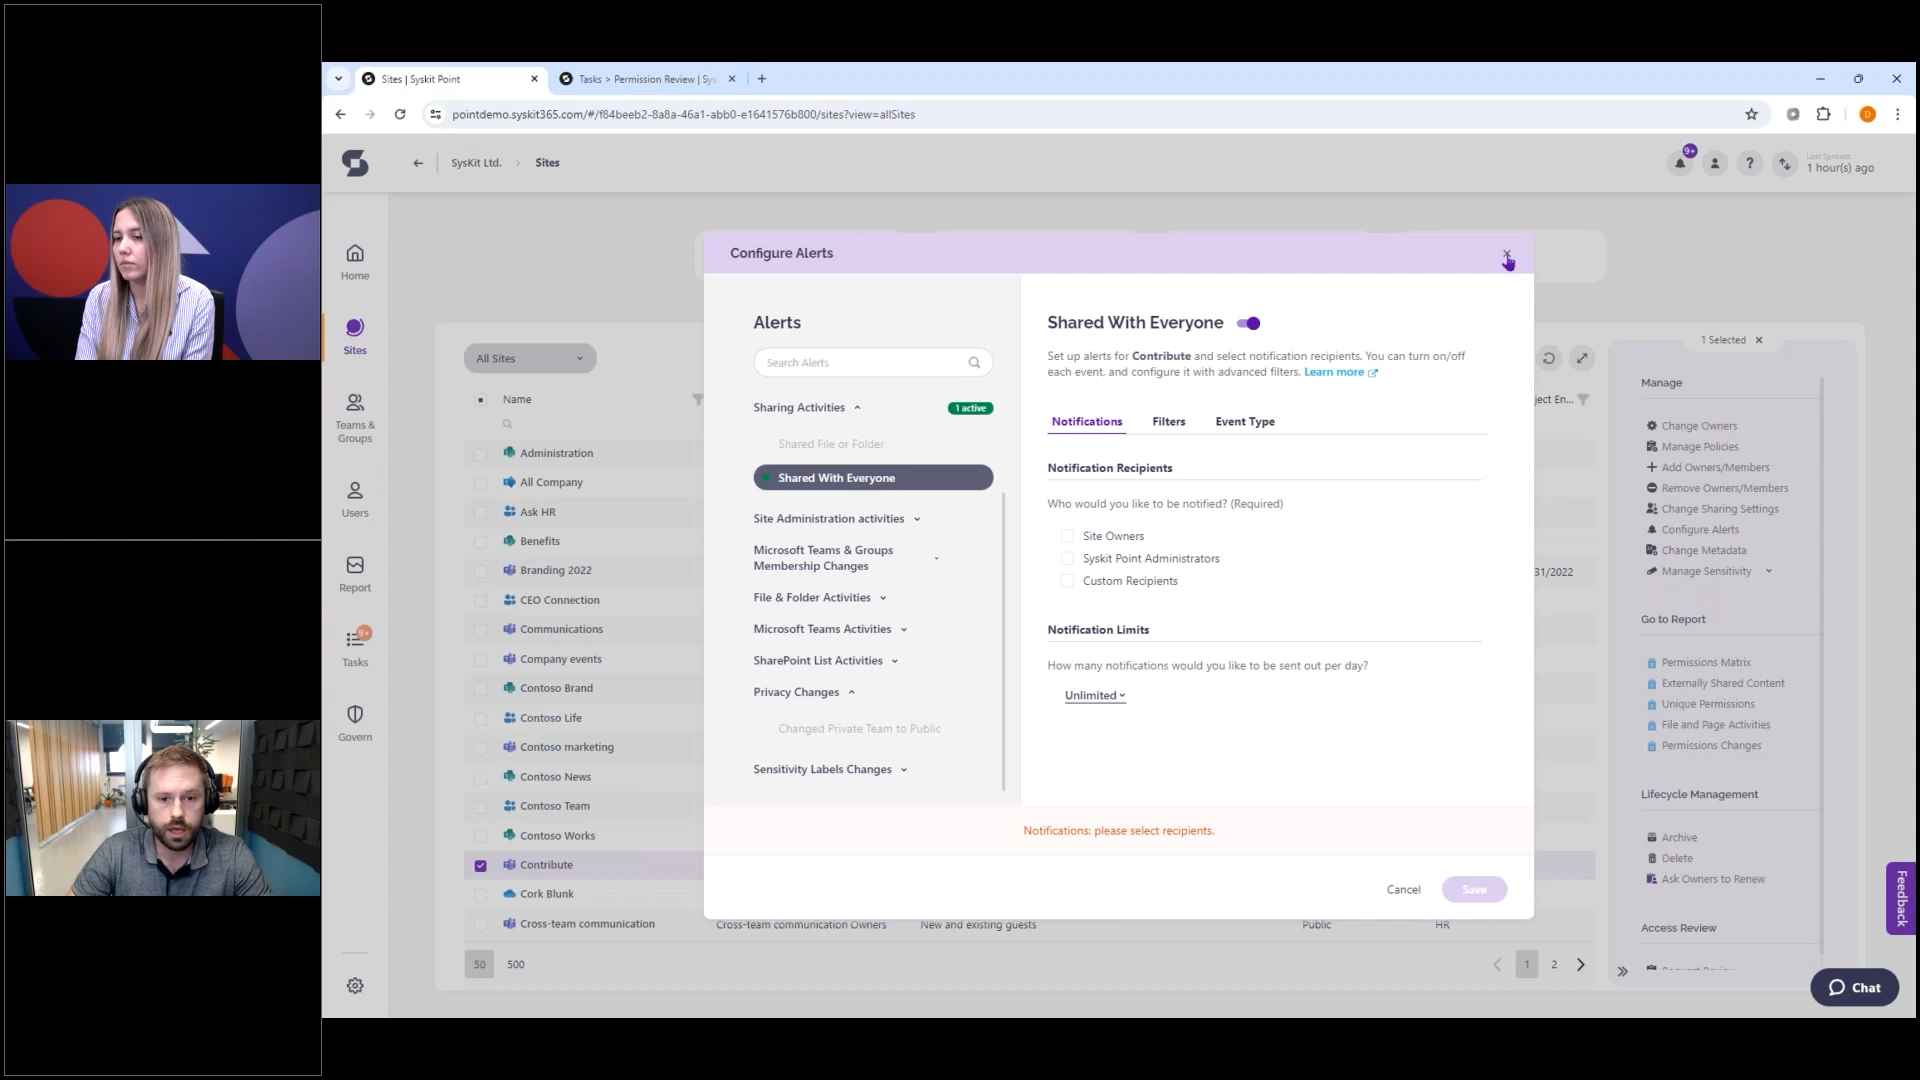 Sites | Syskit Point
Tasks > Permission Review | Sys
pointdemo.syskit365.com/#/f84beeb2-8a8a-46a1-abb0-e1641576b800/sites?view=allSites
D
SysKit Ltd. > Sites
9+
?
Last Synced:
1 hour(s) ago
Home
Sites
Teams &
Groups
Users
Report
9+
Tasks
Govern
All Sites
Name
Administration
All Company
Ask HR
Benefits
Branding 2022
CEO Connection
Communications
Company events
Contoso Brand
Contoso Life
Contoso marketing
Contoso News
Contoso Team
Contoso Works
Contribute
Cork Blunk
Cross-team communication
Cross-team communication Owners
New and existing guests
Public
HR
50
500
1
2
ject En...
31/2022
Configure Alerts
Alerts
Search Alerts
Sharing Activities
1 active
Shared File or Folder
Shared With Everyone
Site Administration activities
Microsoft Teams & Groups
Membership Changes
File & Folder Activities
Microsoft Teams Activities
SharePoint List Activities
Privacy Changes
Changed Private Team to Public
Sensitivity Labels Changes
Shared With Everyone
Set up alerts for Contribute and select notification recipients. You can turn on/off
each event, and configure it with advanced filters. Learn more
Notifications
Filters
Event Type
Notification Recipients
Who would you like to be notified? (Required)
Site Owners
Syskit Point Administrators
Custom Recipients
Notification Limits
How many notifications would you like to be sent out per day?
Unlimited
Notifications: please select recipients.
Cancel
Save
1 Selected
Manage
Change Owners
Manage Policies
Add Owners/Members
Remove Owners/Members
Change Sharing Settings
Configure Alerts
Change Metadata
Manage Sensitivity
Go to Report
Permissions Matrix
Externally Shared Content
Unique Permissions
File and Page Activities
Permissions Changes
Lifecycle Management
Archive
Delete
Ask Owners to Renew
Access Review
Feedback
Chat